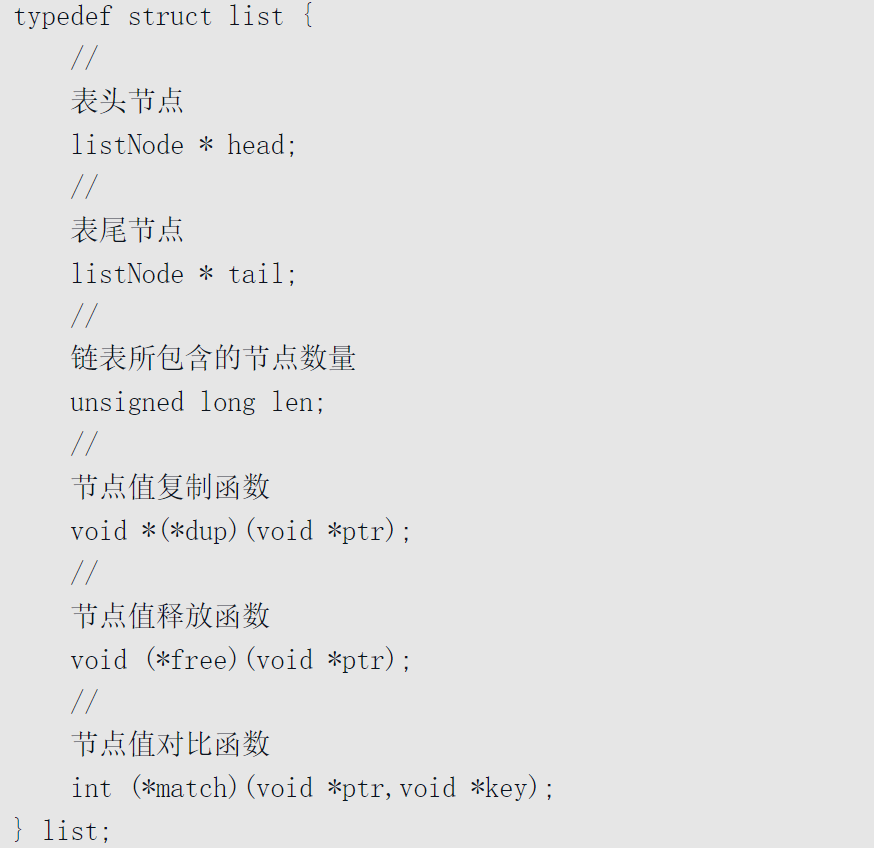 typedef struct list {
//
表头节点
listNode * head;
//
表尾节点
listNode * tail;
//
链表所包含的节点数量
unsigned long len;
//
节点值复制函数
void *(*dup)(void *ptr);
//
节点值释放函数
void (*free)(void *ptr);
//
节点值对比函数
int (*match)(void *ptr,void *key);
} list;